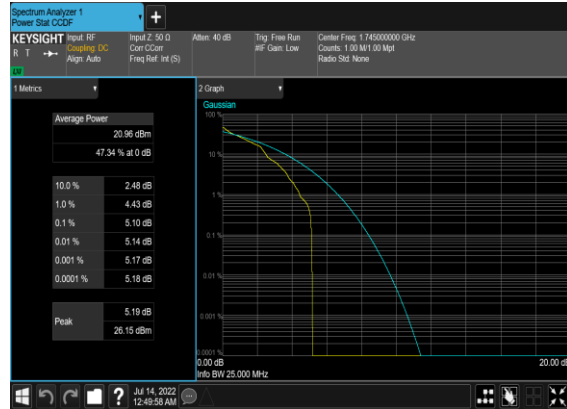 Spectrum Analyzer 1
Power Stat CCDF
+
KEYSIGHT
R T
LXI
Input: RF
Coupling: DC
Align: Auto
Input Z: 50 Ω
Corr CCorr
Freq Ref: Int (S)
Atten: 40 dB
Trig: Free Run
#IF Gain: Low
Center Freq: 1.745000000 GHz
Counts: 1.00 M/1.00 Mpt
Radio Std: None
1 Metrics
Average Power
20.96 dBm
47.34 % at 0 dB
10.0 % 2.48 dB
1.0 % 4.43 dB
0.1 % 5.10 dB
0.01 % 5.14 dB
0.001 % 5.17 dB
0.0001 % 5.18 dB
Peak
5.19 dB
26.15 dBm
2 Graph
Gaussian
100 %
10 %
1 %
0.1 %
0.01 %
0.001 %
0.0001 %
0.00 dB
20.00 dB
Info BW 25.000 MHz
?
Jul 14, 2022
12:49:58 AM